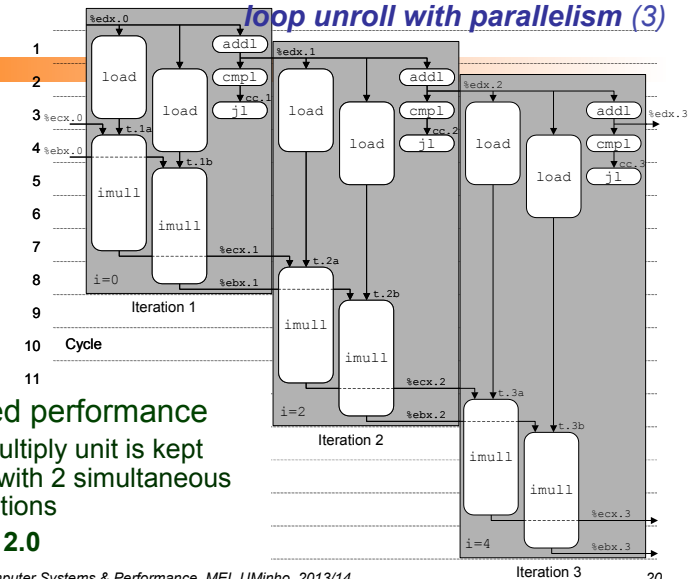 loop unroll with parallelism (3)
%edx.0
1
2
3
4
5
6
7
8
9
10
11
Cycle
load
load
addl
cmpl
cc.1
jl
%ecx.0
t.1a
%ebx.0
t.1b
imull
imull
%ecx.1
%ebx.1
i=0
Iteration 1
%edx.1
load
load
addl
cmpl
cc.2
jl
t.2a
t.2b
imull
imull
%ecx.2
%ebx.2
i=2
Iteration 2
%edx.2
load
load
addl
%edx.3
cmpl
cc.3
jl
t.3a
t.3b
imull
imull
%ecx.3
%ebx.3
i=4
Iteration 3
ed performance
ultiply unit is kept
with 2 simultaneous
tions
2.0
mputer Systems & Performance, MEI, UMinho, 2013/14
20